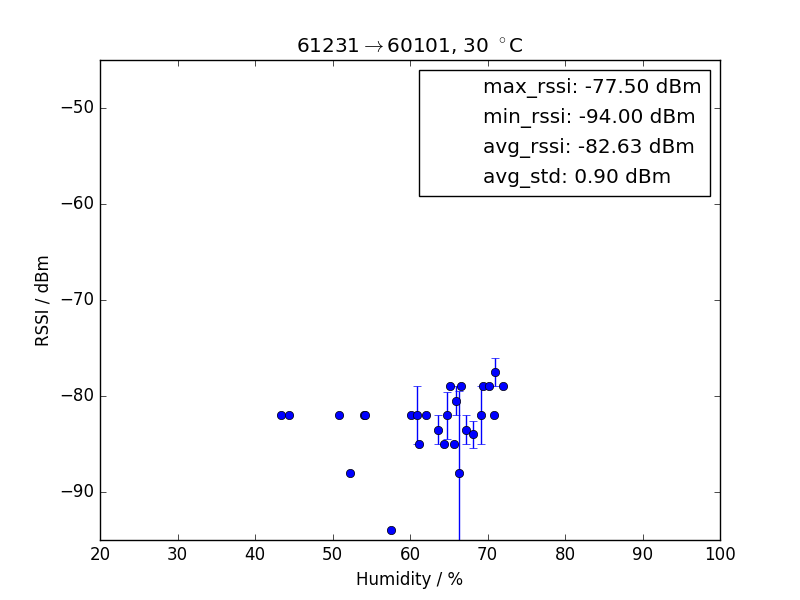 61231→60101, 30 °C
max_rssi: -77.50 dBm
min_rssi: -94.00 dBm
avg_rssi: -82.63 dBm
avg_std: 0.90 dBm
RSSI / dBm
−50
−60
−70
−80
−90
20 30 40 50 60 70 80 90 100
Humidity / %